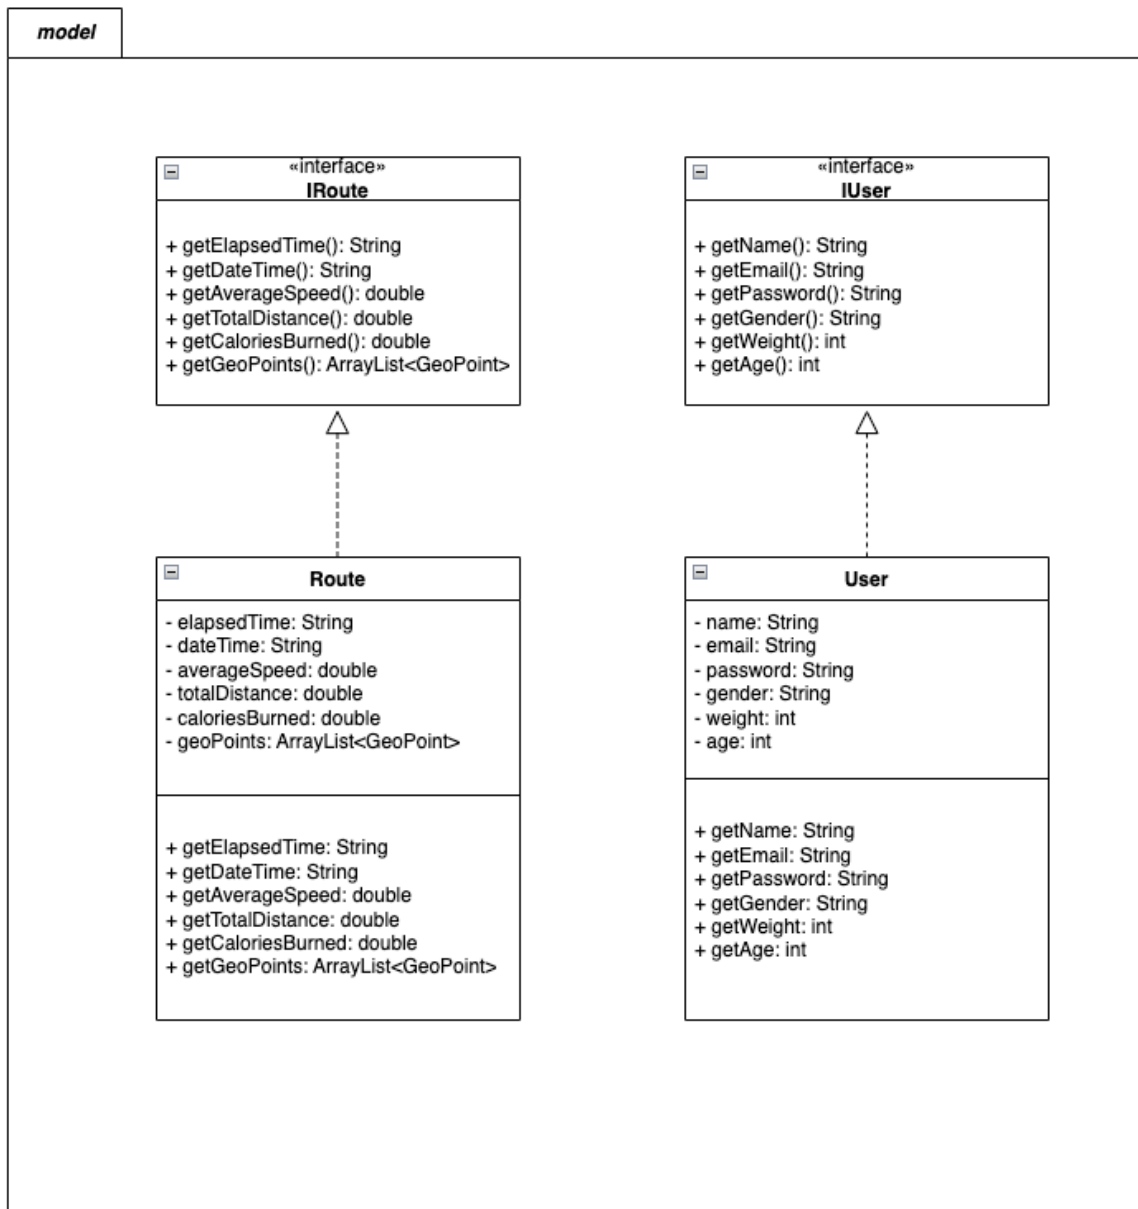 model
«interface»
IRoute
+ getElapsedTime(): String
+ getDateTime(): String
+ getAverageSpeed(): double
+ getTotalDistance(): double
+ getCaloriesBurned(): double
+ getGeoPoints(): ArrayList<GeoPoint>
«interface»
IUser
+ getName(): String
+ getEmail(): String
+ getPassword(): String
+ getGender(): String
+ getWeight(): int
+ getAge(): int
Route
- elapsedTime: String
- dateTime: String
- averageSpeed: double
- totalDistance: double
- caloriesBurned: double
- geoPoints: ArrayList<GeoPoint>
+ getElapsedTime: String
+ getDateTime: String
+ getAverageSpeed: double
+ getTotalDistance: double
+ getCaloriesBurned: double
+ getGeoPoints: ArrayList<GeoPoint>
User
- name: String
- email: String
- password: String
- gender: String
- weight: int
- age: int
+ getName: String
+ getEmail: String
+ getPassword: String
+ getGender: String
+ getWeight: int
+ getAge: int